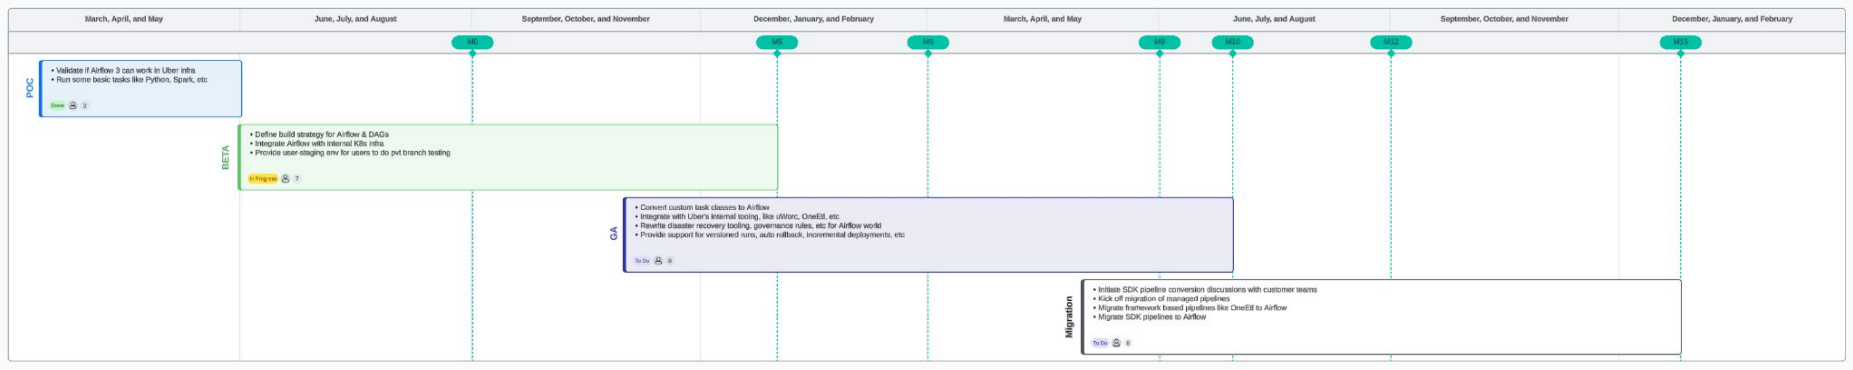 March, April, and May
June, July, and August
September, October, and November
December, January, and February
March, April, and May
June, July, and August
September, October, and November
December, January, and February
M0
M5
M9
M10
M12
M15
POC
• Validate if Airflow 3 can work in Uber infra
• Run some basic tasks like Python, Spark, etc
Done
3
BETA
• Define build strategy for Airflow & DAGs
• Integrate Airflow with internal K8s infra
• Provide user-staging env for users to do pvt branch testing
In Progress
7
GA
• Convert custom task classes to Airflow
• Integrate with Uber's internal tooing, like uWorc, OneEtl, etc
• Rewrite disaster recovery tooling, governance rules, etc for Airflow world
• Provide support for versioned runs, auto rollback, incremental deployments, etc
To Do
8
Migration
• Initiate SDK pipeline conversion discussions with customer teams
• Kick off migration of managed pipelines
• Migrate framework based pipelines like OneEtl to Airflow
• Migrate SDK pipelines to Airflow
To Do
8